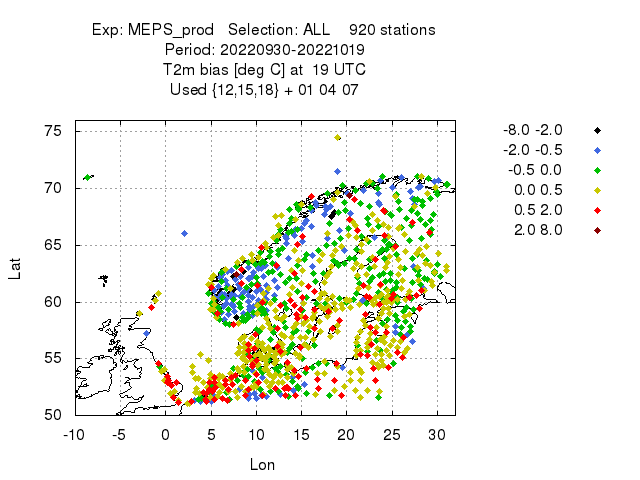 Exp: MEPS_prod Selection: ALL 920 stations
Period: 20220930-20221019
T2m bias [deg C] at 19 UTC
Used {12,15,18} + 01 04 07
-8.0 -2.0
-2.0 -0.5
-0.5 0.0
0.0 0.5
0.5 2.0
2.0 8.0
75
70
65
60
55
50
Lat
-10 -5 0 5 10 15 20 25 30
Lon